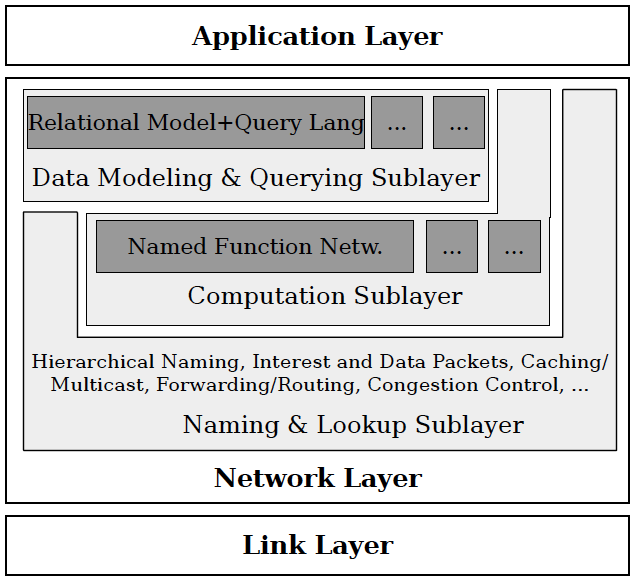 Application Layer
Relational Model+Query Lang
...
...
Data Modeling & Querying Sublayer
Named Function Netw.
...
...
Computation Sublayer
Hierarchical Naming, Interest and Data Packets, Caching/
Multicast, Forwarding/Routing, Congestion Control, ...
Naming & Lookup Sublayer
Network Layer
Link Layer